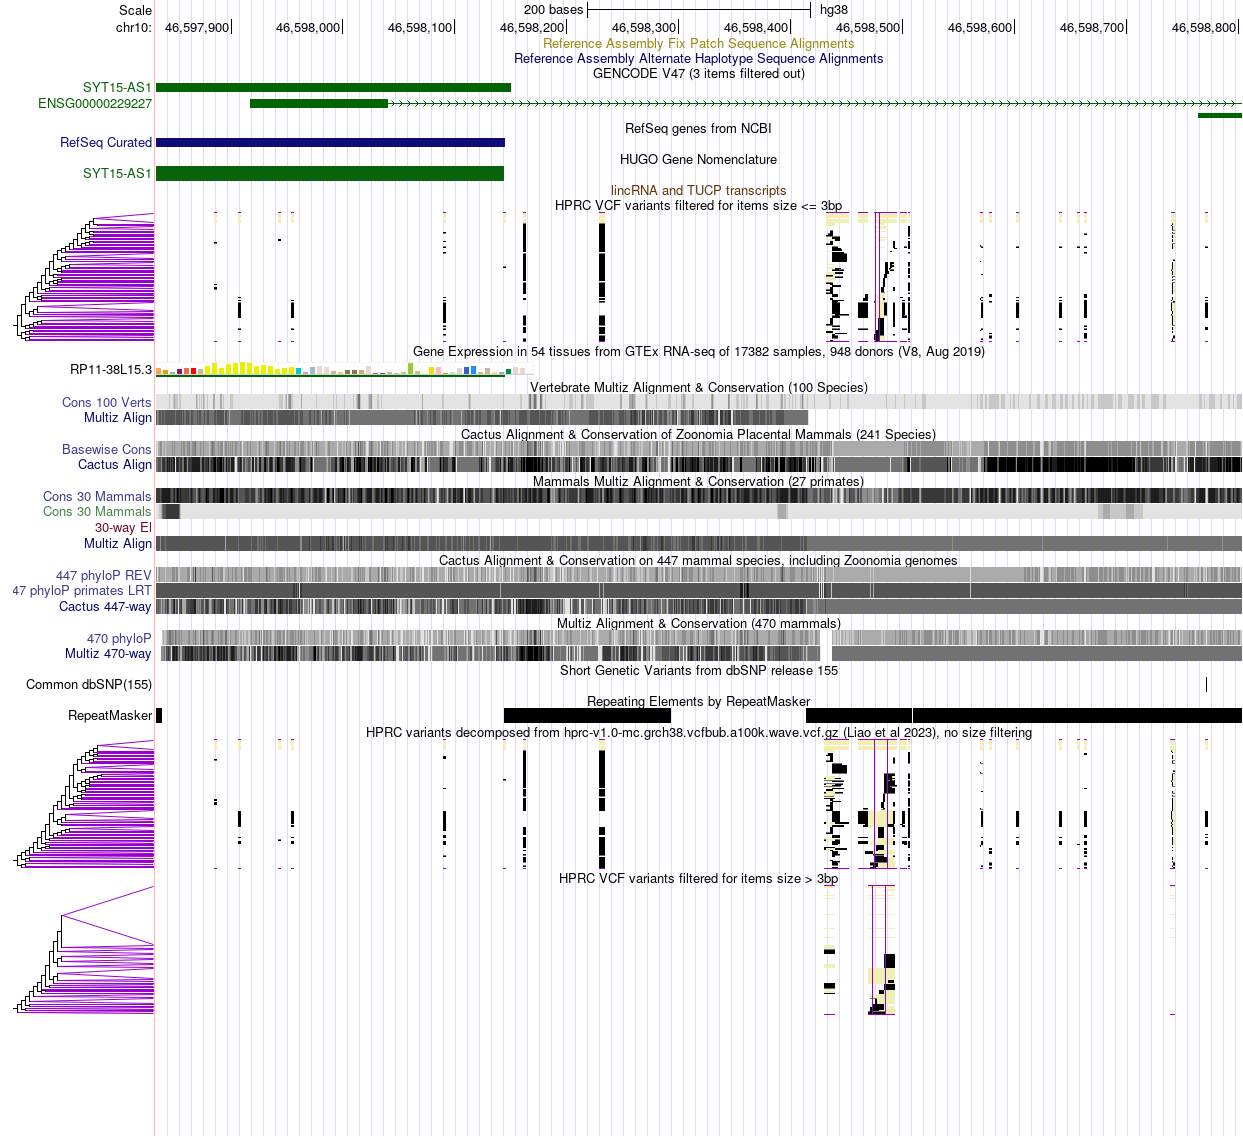 Scale 200 bases hg38
chr10: 46,597,900 46,598,000 46,598,100 46,598,200 46,598,300 46,598,400 46,598,500 46,598,600 46,598,700 46,598,800
Reference Assembly Fix Patch Sequence Alignments
Reference Assembly Alternate Haplotype Sequence Alignments
GENCODE V47 (3 items filtered out)
SYT15-AS1
ENSG00000229227
RefSeq genes from NCBI
RefSeq Curated
HUGO Gene Nomenclature
SYT15-AS1
lincRNA and TUCP transcripts
HPRC VCF variants filtered for items size <= 3bp
Gene Expression in 54 tissues from GTEx RNA-seq of 17382 samples, 948 donors (V8, Aug 2019)
RP11-38L15.3
Vertebrate Multiz Alignment & Conservation (100 Species)
Cons 100 Verts
Multiz Align
Cactus Alignment & Conservation of Zoonomia Placental Mammals (241 Species)
Basewise Cons
Cactus Align
Mammals Multiz Alignment & Conservation (27 primates)
Cons 30 Mammals
Cons 30 Mammals
30-way El
Multiz Align
Cactus Alignment & Conservation on 447 mammal species, including Zoonomia genomes
447 phyloP REV
47 phyloP primates LRT
Cactus 447-way
Multiz Alignment & Conservation (470 mammals)
470 phyloP
Multiz 470-way
Short Genetic Variants from dbSNP release 155
Common dbSNP(155)
Repeating Elements by RepeatMasker
RepeatMasker
HPRC variants decomposed from hprc-v1.0-mc.grch38.vcfbub.a100k.wave.vcf.gz (Liao et al 2023), no size filtering
HPRC VCF variants filtered for items size > 3bp